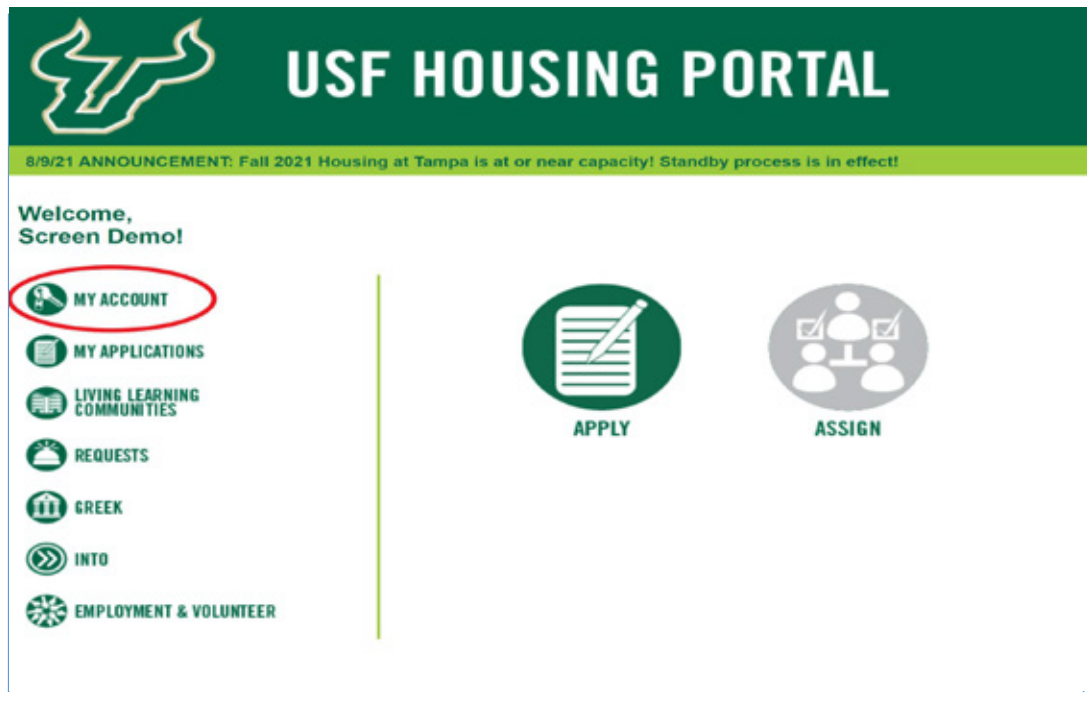 USF HOUSING PORTAL
8/9/21 ANNOUNCEMENT: Fall 2021 Housing at Tampa is at or near capacity! Standby process is in effect!
Welcome,
Screen Demo!
MY ACCOUNT
MY APPLICATIONS
LIVING LEARNING
COMMUNITIES
REQUESTS
GREEK
INTO
EMPLOYMENT & VOLUNTEER
APPLY
ASSIGN